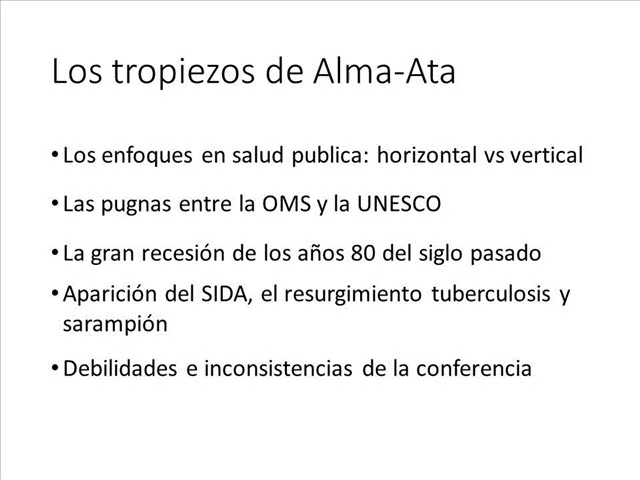 Los tropiezos de Alma-Ata
•Los enfoques en salud publica: horizontal vs vertical
•Las pugnas entre la OMS y la UNESCO
•La gran recesión de los años 80 del siglo pasado
•Aparición del SIDA, el resurgimiento tuberculosis y
sarampión
•Debilidades e inconsistencias de la conferencia